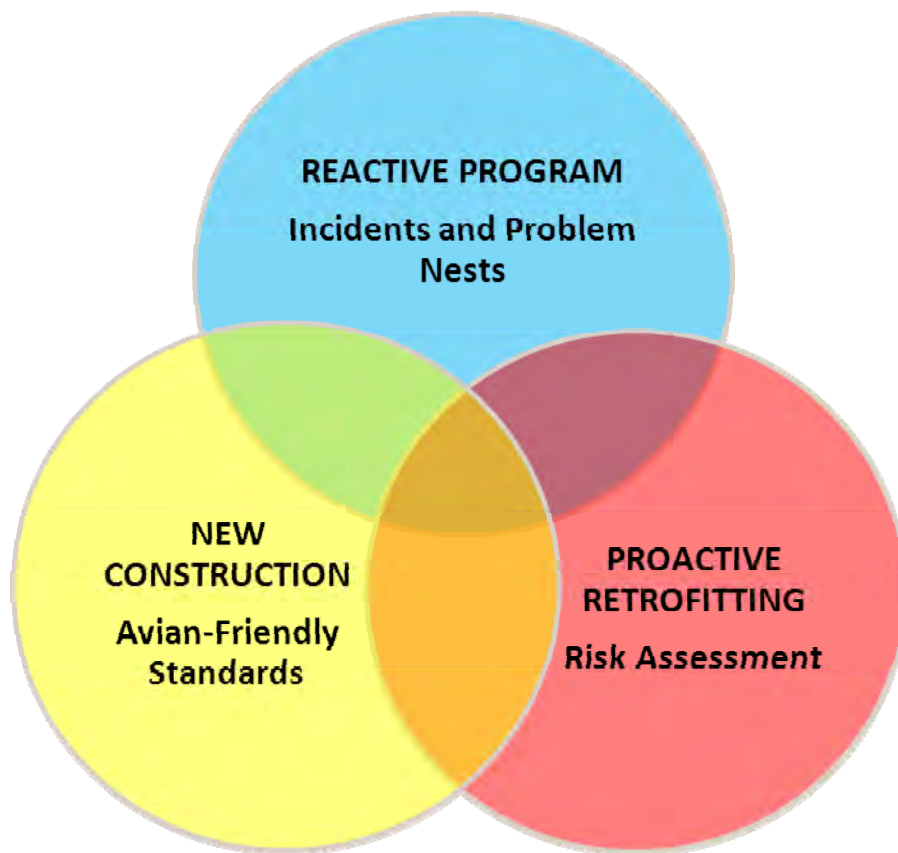 REACTIVE PROGRAM
Incidents and Problem
Nests
NEW
CONSTRUCTION
Avian-Friendly
Standards
PROACTIVE
RETROFITTING
Risk Assessment